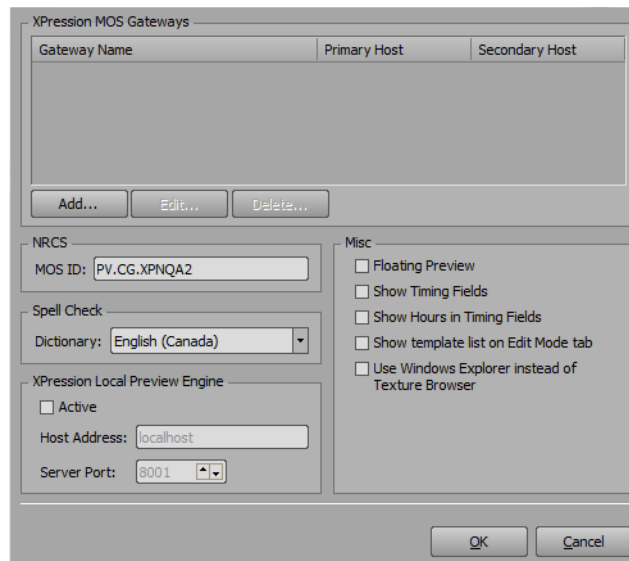 XPression MOS Gateways
Gateway Name Primary Host Secondary Host
Add... Edit... Delete...
NRCS
MOS ID: PV.CG.XPNQA2
Spell Check
Dictionary: English (Canada)
XPression Local Preview Engine
Active
Host Address: localhost
Server Port: 8001
Misc
Floating Preview
Show Timing Fields
Show Hours in Timing Fields
Show template list on Edit Mode tab
Use Windows Explorer instead of
Texture Browser
OK Cancel